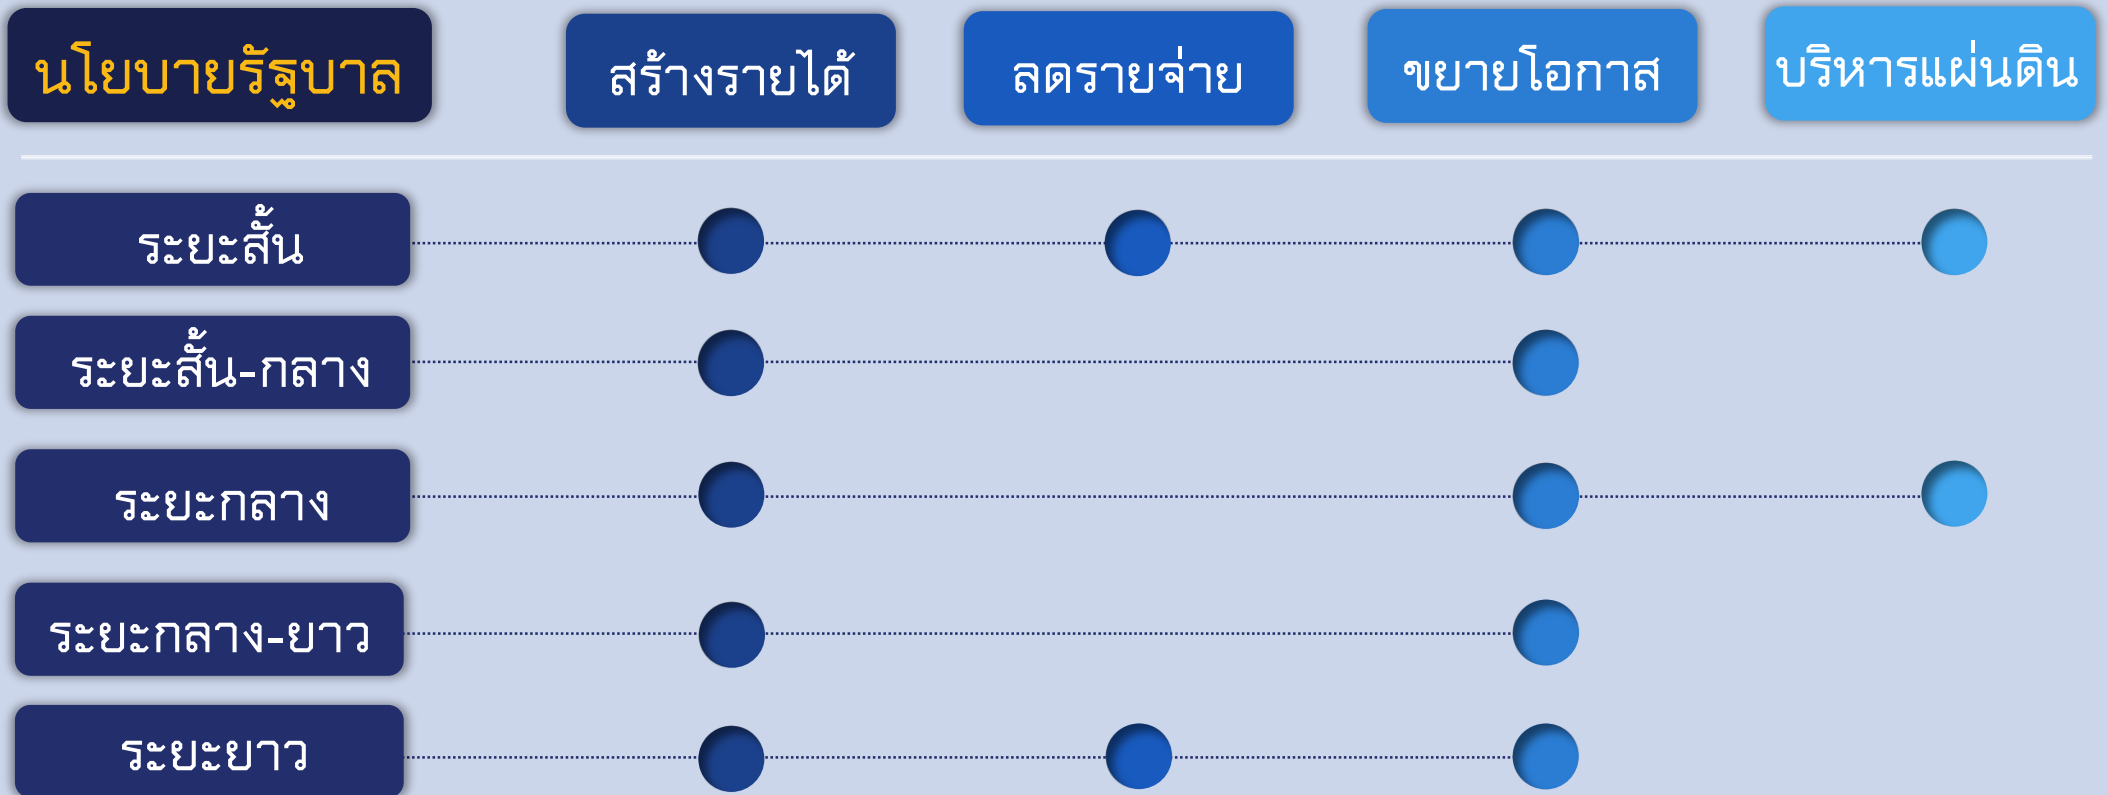 นโยบายรัฐบาล
สร้างรายได้
ลดรายจ่าย
ขยายโอกาส
บริหารแผ่นดิน
ระยะสั้น
ระยะสั้น-กลาง
ระยะกลาง
ระยะกลาง-ยาว
ระยะยาว